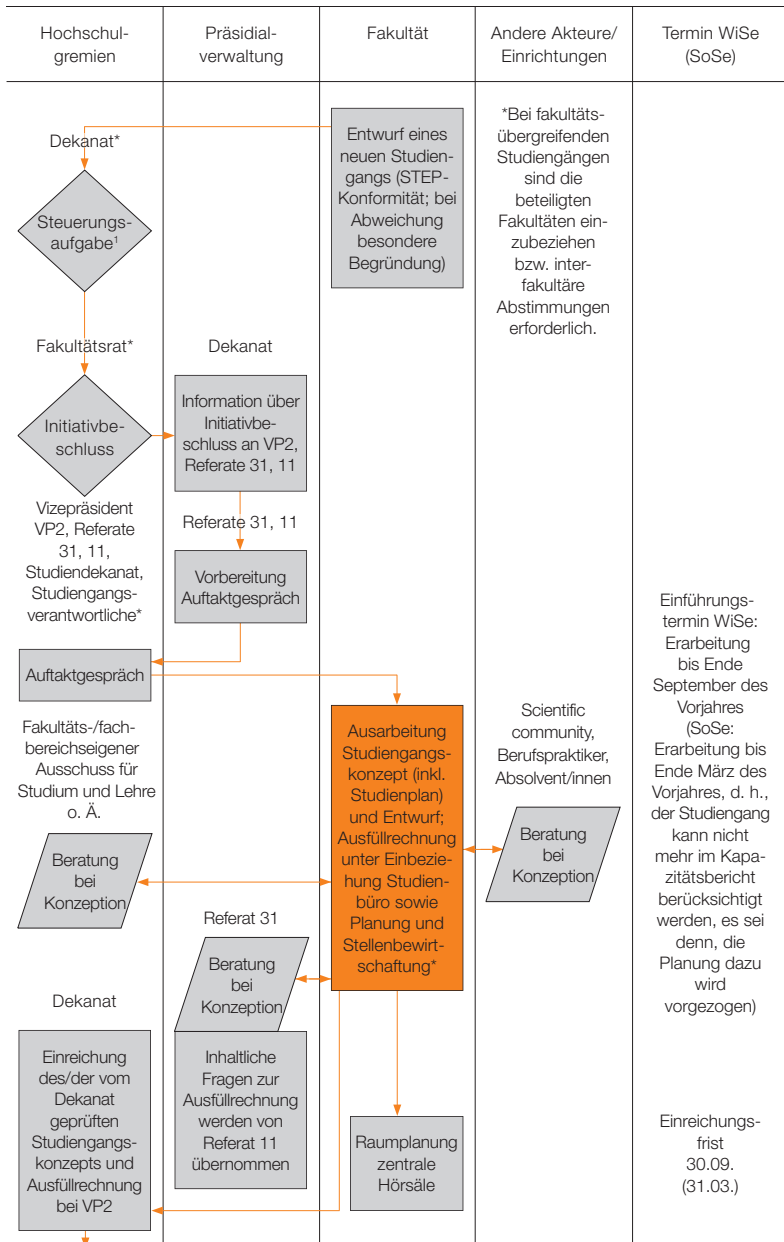 Hochschul-
gremien
Präsidial-
verwaltung
Fakultät
Andere Akteure/
Einrichtungen
Termin WiSe
(SoSe)
Entwurf eines
neuen Studien-
gangs (STEP-
Konformität; bei
Abweichung
besondere
Begründung)
*Bei fakultäts-
übergreifenden
Studiengängen
sind die
beteiligten
Fakultäten ein-
zubeziehen
bzw. inter-
fakultäre
Abstimmungen
erforderlich.
Dekanat*
Steuerungs-
aufgabe¹
Fakultätsrat*
Initiativbe-
schluss
Dekanat
Information über
Initiativbe-
schluss an VP2,
Referate 31, 11
Vizepräsident
VP2, Referate
31, 11,
Studiendekanat,
Studiengangs-
verantwortliche*
Referate 31, 11
Vorbereitung
Auftaktgespräch
Auftaktgespräch
Fakultäts-/fach-
bereichseigener
Ausschuss für
Studium und Lehre
o. Ä.
Beratung
bei
Konzeption
Ausarbeitung
Studiengangs-
konzept (inkl.
Studienplan)
und Entwurf;
Ausfüllrechnung
unter Einbezie-
hung Studien-
büro sowie
Planung und
Stellenbewirt-
schaftung*
Scientific
community,
Berufspraktiker,
Absolvent/innen
Beratung
bei
Konzeption
Einführungs-
termin WiSe:
Erarbeitung
bis Ende
September des
Vorjahres
(SoSe:
Erarbeitung bis
Ende März des
Vorjahres, d. h.,
der Studiengang
kann nicht
mehr im Kapa-
zitätsbericht
berücksichtigt
werden, es sei
denn, die
Planung dazu
wird
vorgezogen)
Referat 31
Beratung
bei
Konzeption
Inhaltliche
Fragen zur
Ausfüllrechnung
werden von
Referat 11
übernommen
Dekanat
Einreichung
des/der vom
Dekanat
geprüften
Studiengangs-
konzepts und
Ausfüllrechnung
bei VP2
Raumplanung
zentrale
Hörsäle
Einreichungs-
frist
30.09.
(31.03.)